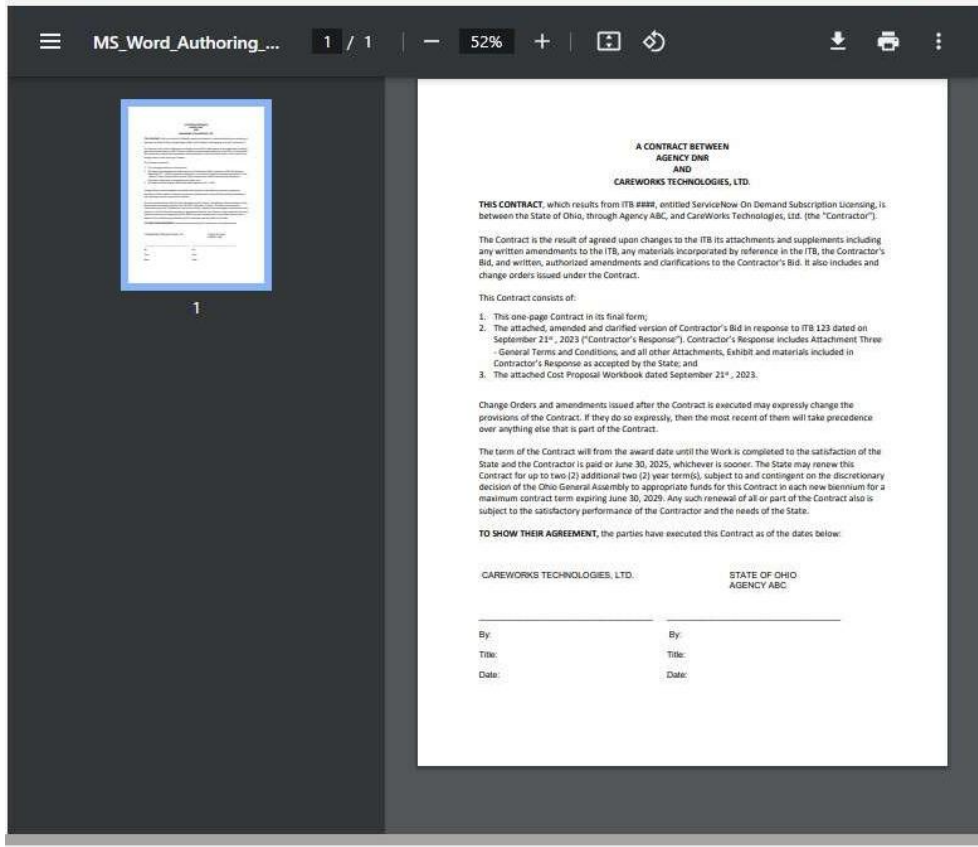 MS_Word_Authoring_...
1 / 1
52%
1
A CONTRACT BETWEEN
AGENCY DNR
AND
CAREWORKS TECHNOLOGIES, LTD.
THIS CONTRACT, which results from ITB ####, entitled ServiceNow On Demand Subscription Licensing, is
between the State of Ohio, through Agency ABC, and CareWorks Technologies, Ltd. (the "Contractor").
The Contract is the result of agreed upon changes to the ITB its attachments and supplements including
any written amendments to the ITB, any materials incorporated by reference in the ITB, the Contractor's
Bid, and written, authorized amendments and clarifications to the Contractor's Bid. It also includes and
change orders issued under the Contract.
This Contract consists of:
1. This one-page Contract in its final form;
2. The attached, amended and clarified version of Contractor's Bid in response to ITB 123 dated on
September 21st , 2023 ("Contractor's Response"). Contractor's Response includes Attachment Three
- General Terms and Conditions, and all other Attachments, Exhibit and materials included in
Contractor's Response as accepted by the State; and
3. The attached Cost Proposal Workbook dated September 21st , 2023.
Change Orders and amendments issued after the Contract is executed may expressly change the
provisions of the Contract. If they do so expressly, then the most recent of them will take precedence
over anything else that is part of the Contract.
The term of the Contract will from the award date until the Work is completed to the satisfaction of the
State and the Contractor is paid or June 30, 2025, whichever is sooner. The State may renew this
Contract for up to two (2) additional two (2) year term(s), subject to and contingent on the discretionary
decision of the Ohio General Assembly to appropriate funds for this Contract in each new biennium for a
maximum contract term expiring June 30, 2029. Any such renewal of all or part of the Contract also is
subject to the satisfactory performance of the Contractor and the needs of the State.
TO SHOW THEIR AGREEMENT, the parties have executed this Contract as of the dates below:
CAREWORKS TECHNOLOGIES, LTD. STATE OF OHIO
AGENCY ABC
By: By:
Title: Title:
Date: Date: